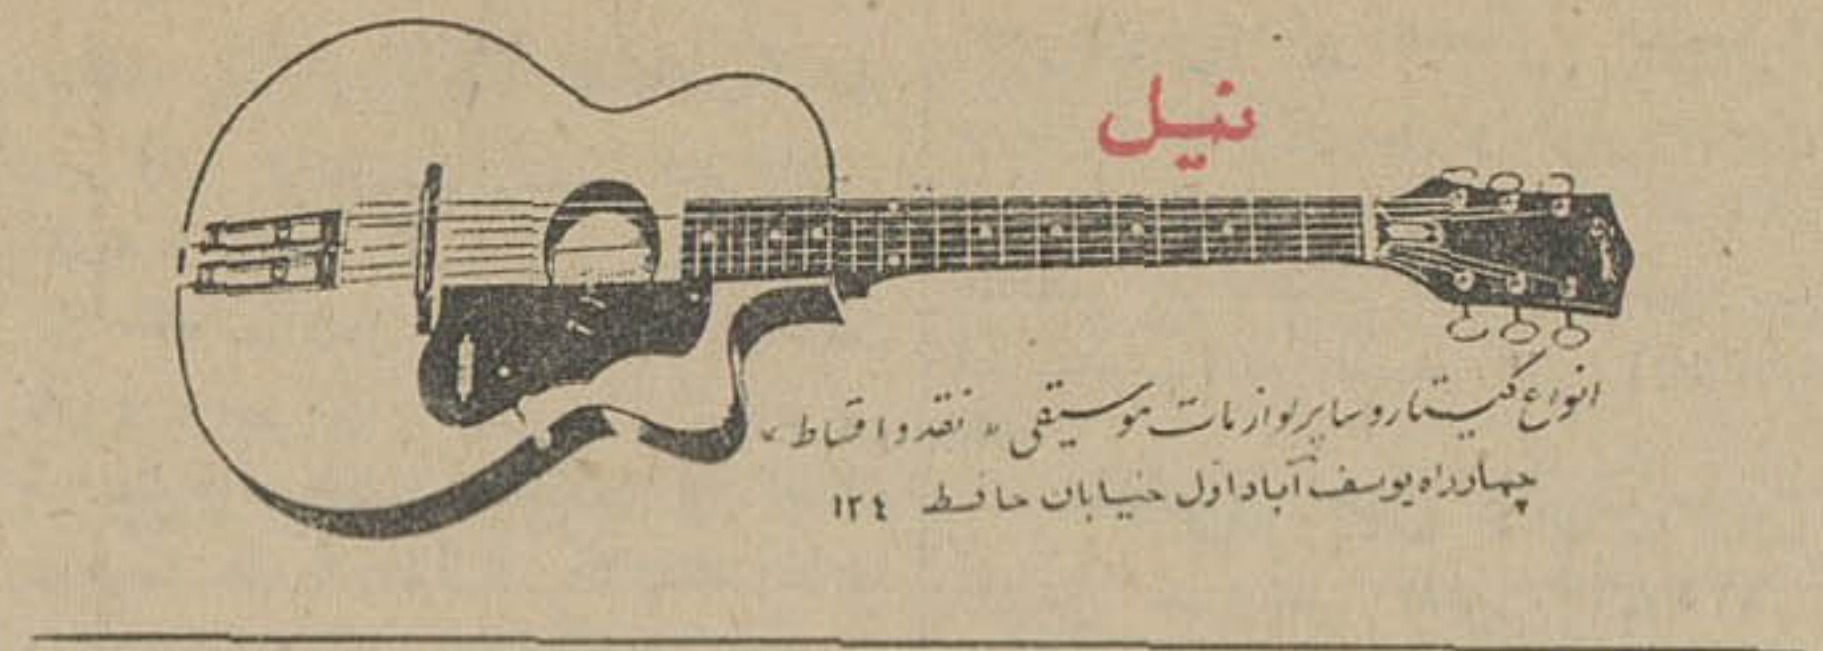 نیل
انواع گیتار و سایر لوازمات موسیقی «نقد و اقساط»
چهارراه یوسف آباد اول خیابان حافظ ۱۲٤